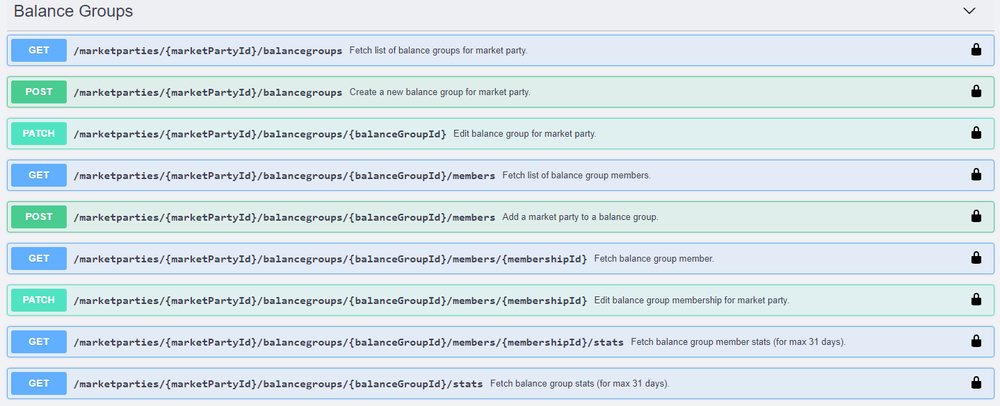 Balance Groups
GET /marketparties/{marketPartyId}/balancegroups Fetch list of balance groups for market party.
POST /marketparties/{marketPartyId}/balancegroups Create a new balance group for market party.
PATCH /marketparties/{marketPartyId}/balancegroups/{balanceGroupId} Edit balance group for market party.
GET /marketparties/{marketPartyId}/balancegroups/{balanceGroupId}/members Fetch list of balance group members.
POST /marketparties/{marketPartyId}/balancegroups/{balanceGroupId}/members Add a market party to a balance group.
GET /marketparties/{marketPartyId}/balancegroups/{balanceGroupId}/members/{membershipId} Fetch balance group member.
PATCH /marketparties/{marketPartyId}/balancegroups/{balanceGroupId}/members/{membershipId} Edit balance group membership for market party.
GET /marketparties/{marketPartyId}/balancegroups/{balanceGroupId}/members/{membershipId}/stats Fetch balance group member stats (for max 31 days).
GET /marketparties/{marketPartyId}/balancegroups/{balanceGroupId}/stats Fetch balance group stats (for max 31 days).